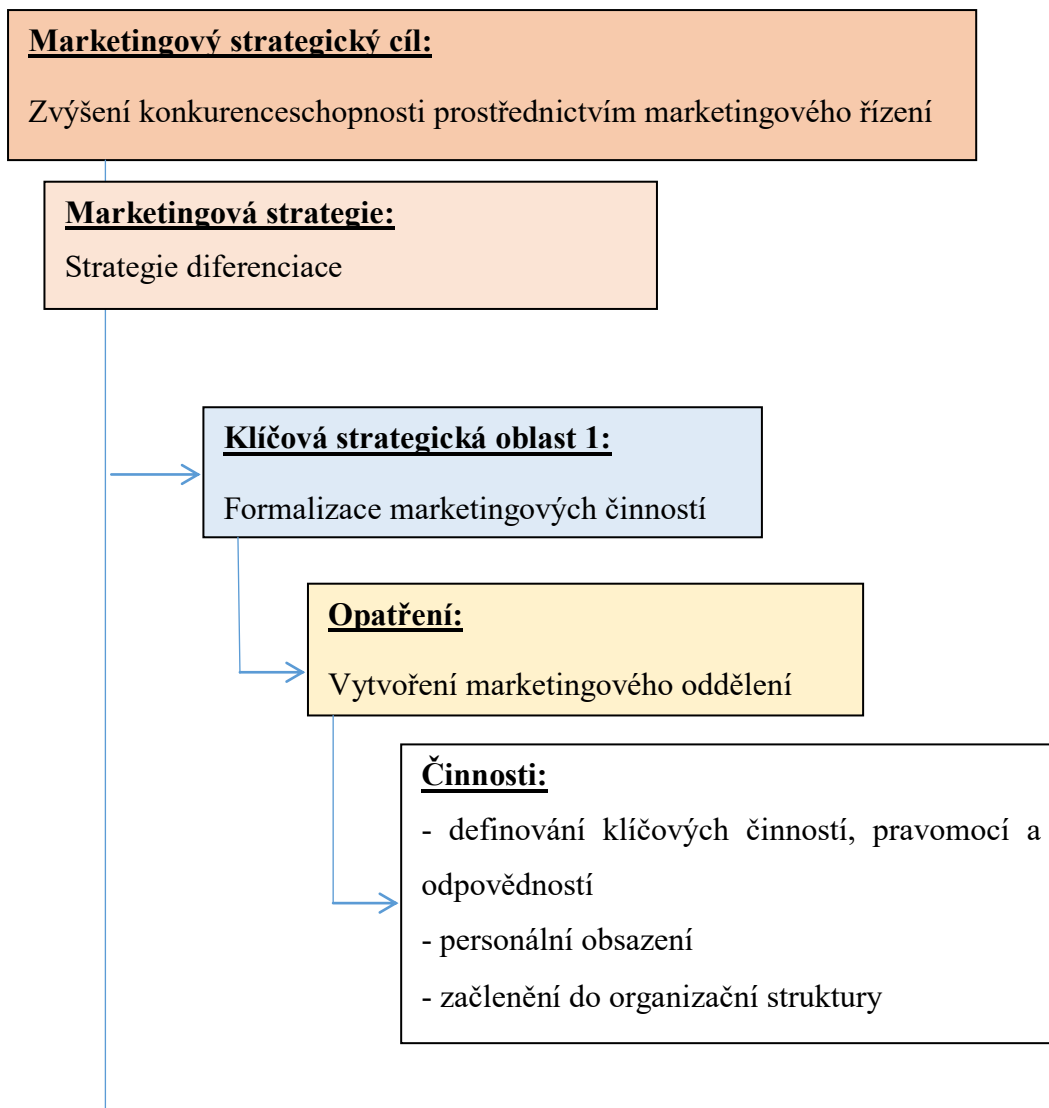 Marketingový strategický cíl:
Zvýšení konkurenceschopnosti prostřednictvím marketingového řízení
Marketingová strategie:
Strategie diferenciace
Klíčová strategická oblast 1:
Formalizace marketingových činností
Opatření:
Vytvoření marketingového oddělení
Činnosti:
- definování klíčových činností, pravomocí a
odpovědností
- personální obsazení
- začlenění do organizační struktury